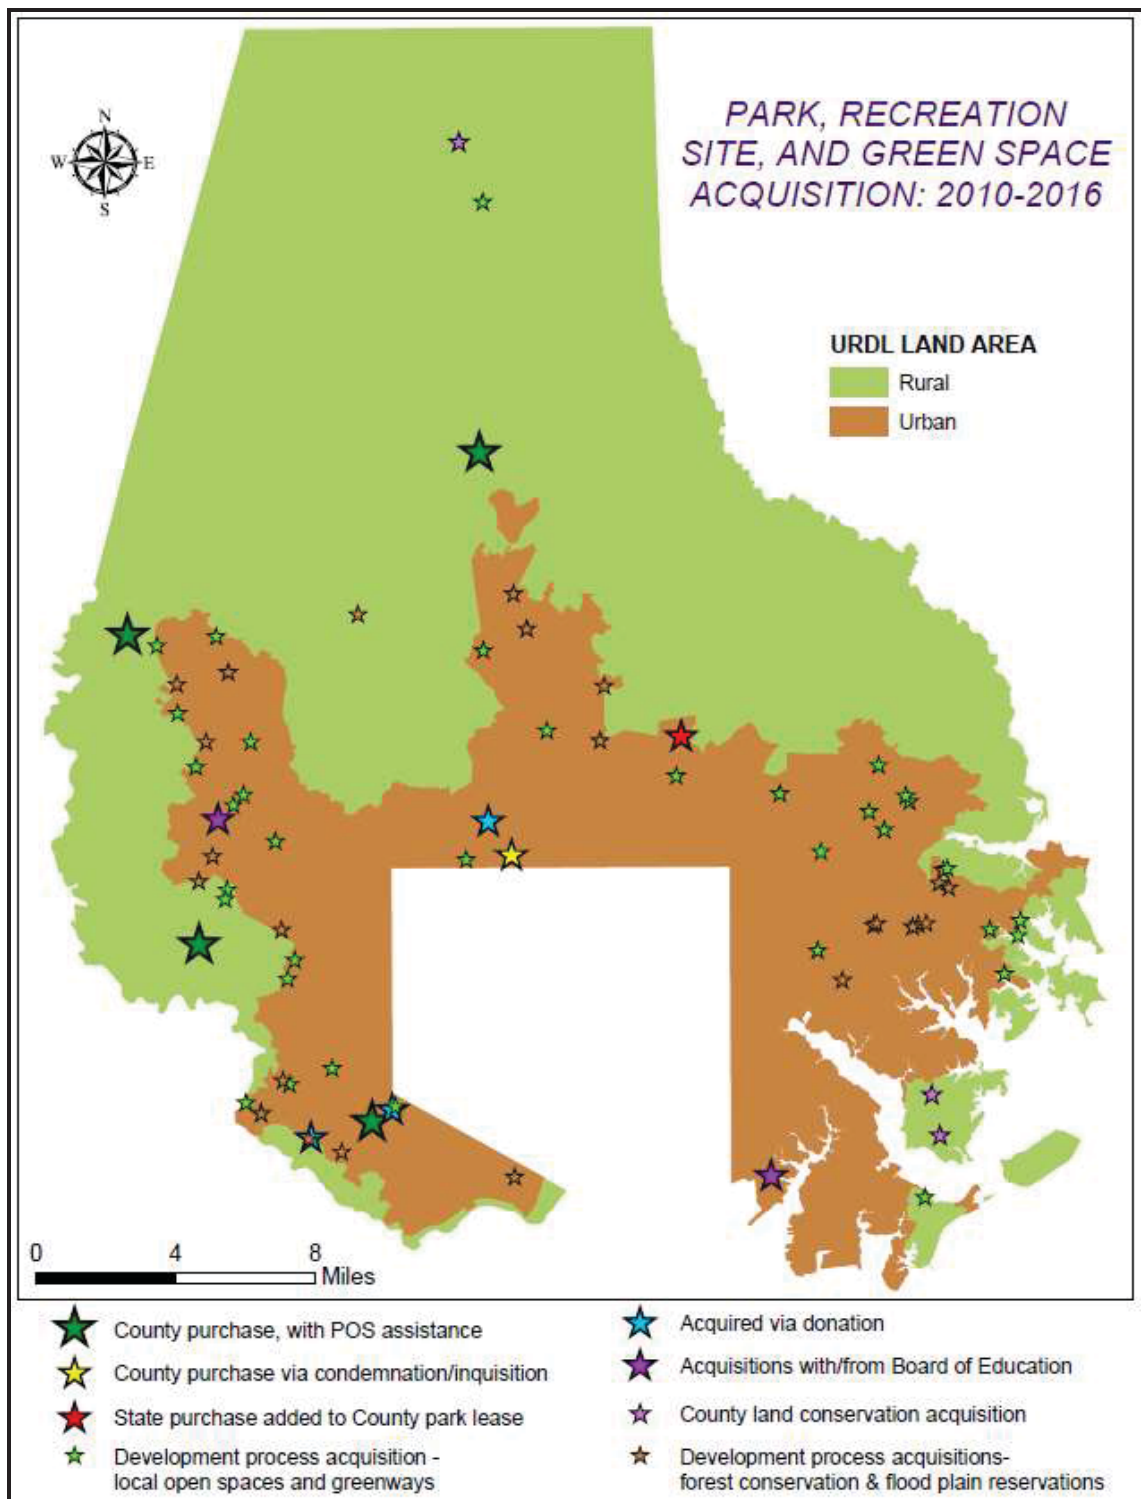 PARK, RECREATION
SITE, AND GREEN SPACE
ACQUISITION: 2010-2016
N
W E
S
URDL LAND AREA
Rural
Urban
0 4 8
Miles
County purchase, with POS assistance
County purchase via condemnation/inquisition
State purchase added to County park lease
Development process acquisition -
local open spaces and greenways
Acquired via donation
Acquisitions with/from Board of Education
County land conservation acquisition
Development process acquisitions-
forest conservation & flood plain reservations